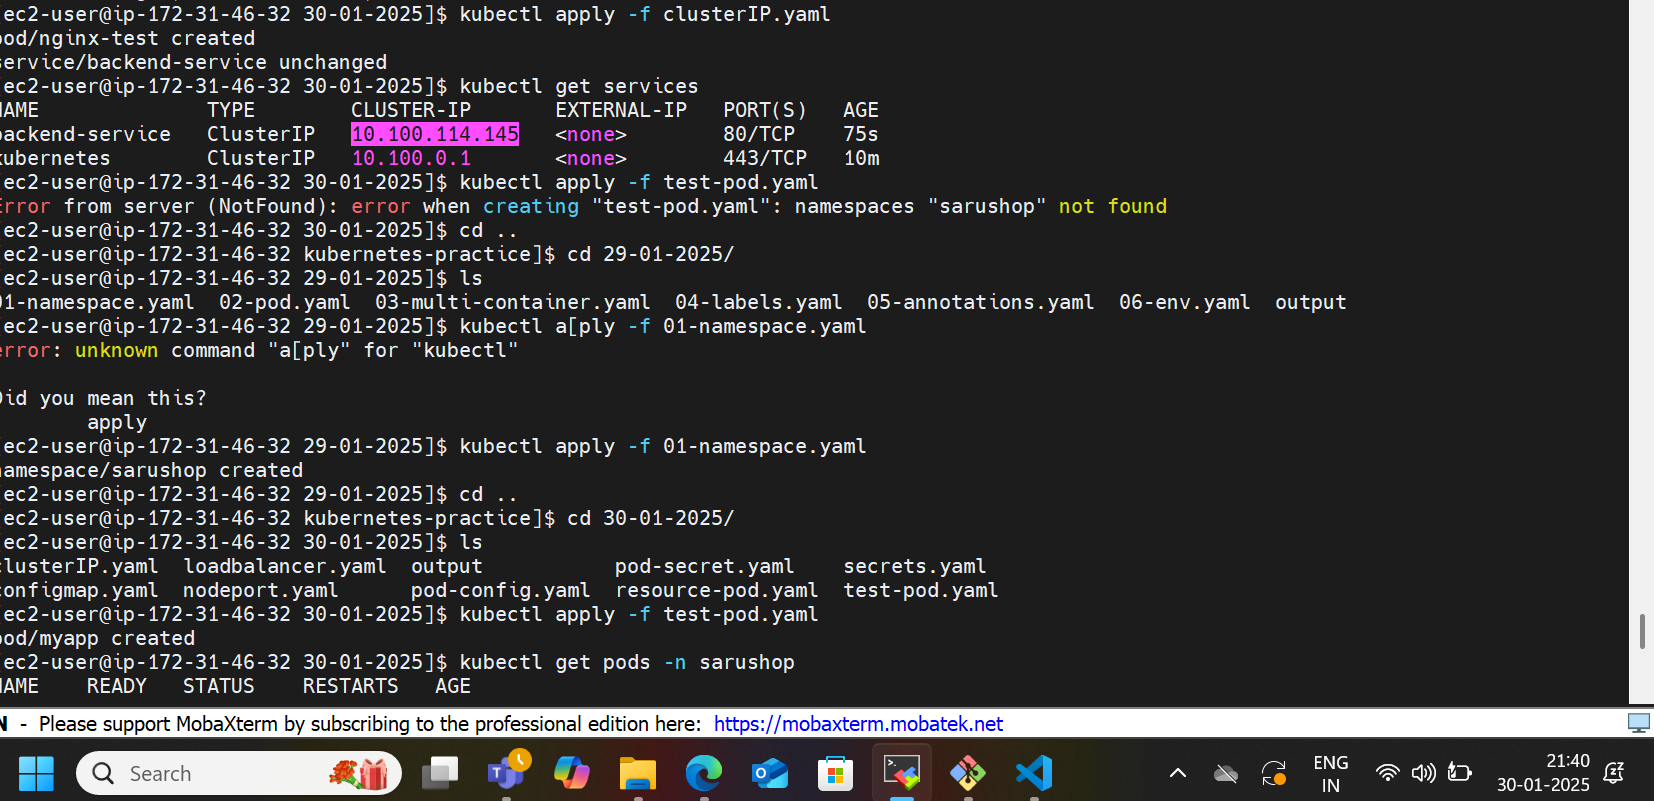 [ec2-user@ip-172-31-46-32 30-01-2025]$ kubectl apply -f clusterIP.yaml
pod/nginx-test created
service/backend-service unchanged
[ec2-user@ip-172-31-46-32 30-01-2025]$ kubectl get services
NAME TYPE CLUSTER-IP EXTERNAL-IP PORT(S) AGE
backend-service ClusterIP 10.100.114.145 <none> 80/TCP 75s
kubernetes ClusterIP 10.100.0.1 <none> 443/TCP 10m
[ec2-user@ip-172-31-46-32 30-01-2025]$ kubectl apply -f test-pod.yaml
Error from server (NotFound): error when creating "test-pod.yaml": namespaces "sarushop" not found
[ec2-user@ip-172-31-46-32 30-01-2025]$ cd ..
[ec2-user@ip-172-31-46-32 kubernetes-practice]$ cd 29-01-2025/
[ec2-user@ip-172-31-46-32 29-01-2025]$ ls
01-namespace.yaml 02-pod.yaml 03-multi-container.yaml 04-labels.yaml 05-annotations.yaml 06-env.yaml output
[ec2-user@ip-172-31-46-32 29-01-2025]$ kubectl a[ply -f 01-namespace.yaml
error: unknown command "a[ply" for "kubectl"
Did you mean this?
apply
[ec2-user@ip-172-31-46-32 29-01-2025]$ kubectl apply -f 01-namespace.yaml
namespace/sarushop created
[ec2-user@ip-172-31-46-32 29-01-2025]$ cd ..
[ec2-user@ip-172-31-46-32 kubernetes-practice]$ cd 30-01-2025/
[ec2-user@ip-172-31-46-32 30-01-2025]$ ls
clusterIP.yaml loadbalancer.yaml output pod-secret.yaml secrets.yaml
configmap.yaml nodeport.yaml pod-config.yaml resource-pod.yaml test-pod.yaml
[ec2-user@ip-172-31-46-32 30-01-2025]$ kubectl apply -f test-pod.yaml
pod/myapp created
[ec2-user@ip-172-31-46-32 30-01-2025]$ kubectl get pods -n sarushop
NAME READY STATUS RESTARTS AGE
N - Please support MobaXterm by subscribing to the professional edition here: https://mobaxterm.mobatek.net
Search
ENG
IN
21:40
30-01-2025